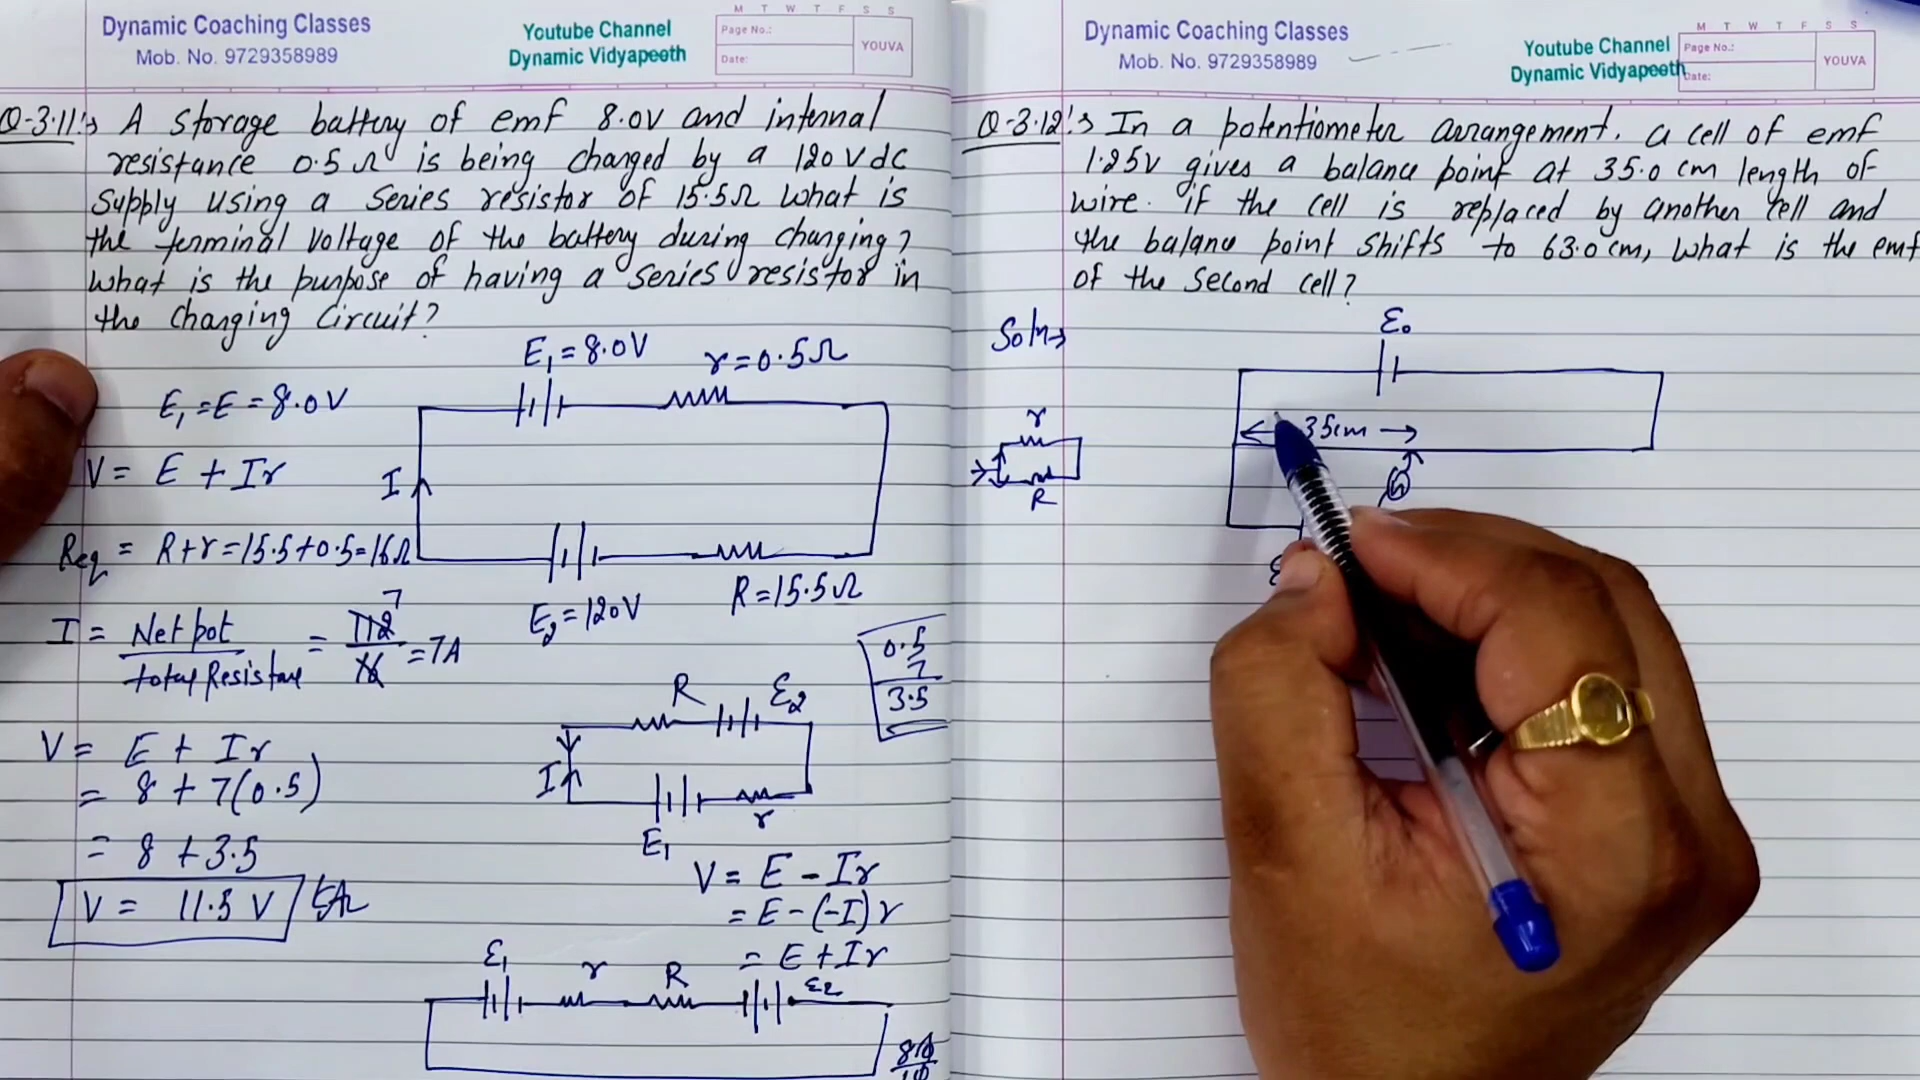 Dynamic Coaching Classes
Mob. No. 9729358989
Youtube Channel
Dynamic Vidyapeeth
M T W T F S S
Page No.:
Date:
YOUVA
Q-3.11:→ A storage battery of emf 8.0V and internal
resistance 0.5 Ω is being charged by a 120 V dc
Supply using a series resistor of 15.5Ω what is
the terminal voltage of the battery during charging?
What is the purpose of having a series resistor in
the charging circuit?
E₁ = 8.0V
r = 0.5Ω
E₁ = E = 8.0V
V = E + Ir
I
Req = R+r = 15.5+0.5 = 16Ω
E₂ = 120V
R = 15.5Ω
I = Net pot / total Resistance = 112 / 16 = 7A
7
0.5
7
3.5
R
ε₂
V = E + Ir
= 8 + 7(0.5)
I
E₁
r
= 8 + 3.5
V = 11.5 V
V = E - Ir
= E - (-I) r
= E + Ir
ε₁
r
R
ε₂
Dynamic Coaching Classes
Mob. No. 9729358989
Youtube Channel
Dynamic Vidyapeeth
M T W T F S S
Page No.:
Date:
YOUVA
Q-3.12:→ In a potentiometer arrangement. a cell of emf
1.25V gives a balance point at 35.0 cm length of
wire. if the cell is replaced by another cell and
the balance point shifts to 63.0 cm, what is the emf
of the second cell?
Soln→
ε₀
r
R
35cm
G